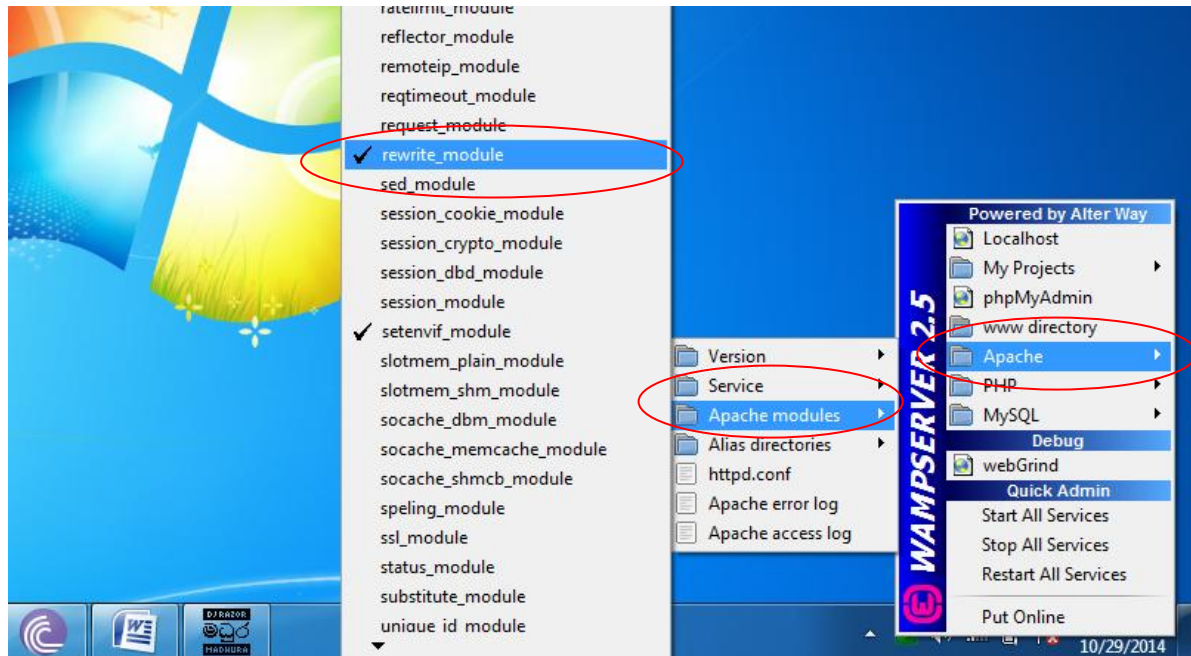 ratelimit_module
reflector_module
remoteip_module
reqtimeout_module
request_module
rewrite_module
sed_module
session_cookie_module
session_crypto_module
session_dbd_module
session_module
setenvif_module
slotmem_plain_module
slotmem_shm_module
socache_dbm_module
socache_memcache_module
socache_shmcb_module
speling_module
ssl_module
status_module
substitute_module
unique_id_module
Version
Service
Apache modules
Alias directories
httpd.conf
Apache error log
Apache access log
WAMPSERVER 2.5
Powered by Alter Way
Localhost
My Projects
phpMyAdmin
www directory
Apache
PHP
MySQL
Debug
webGrind
Quick Admin
Start All Services
Stop All Services
Restart All Services
Put Online
DJ RAZOR
මධුර
MADHURA
10/29/2014